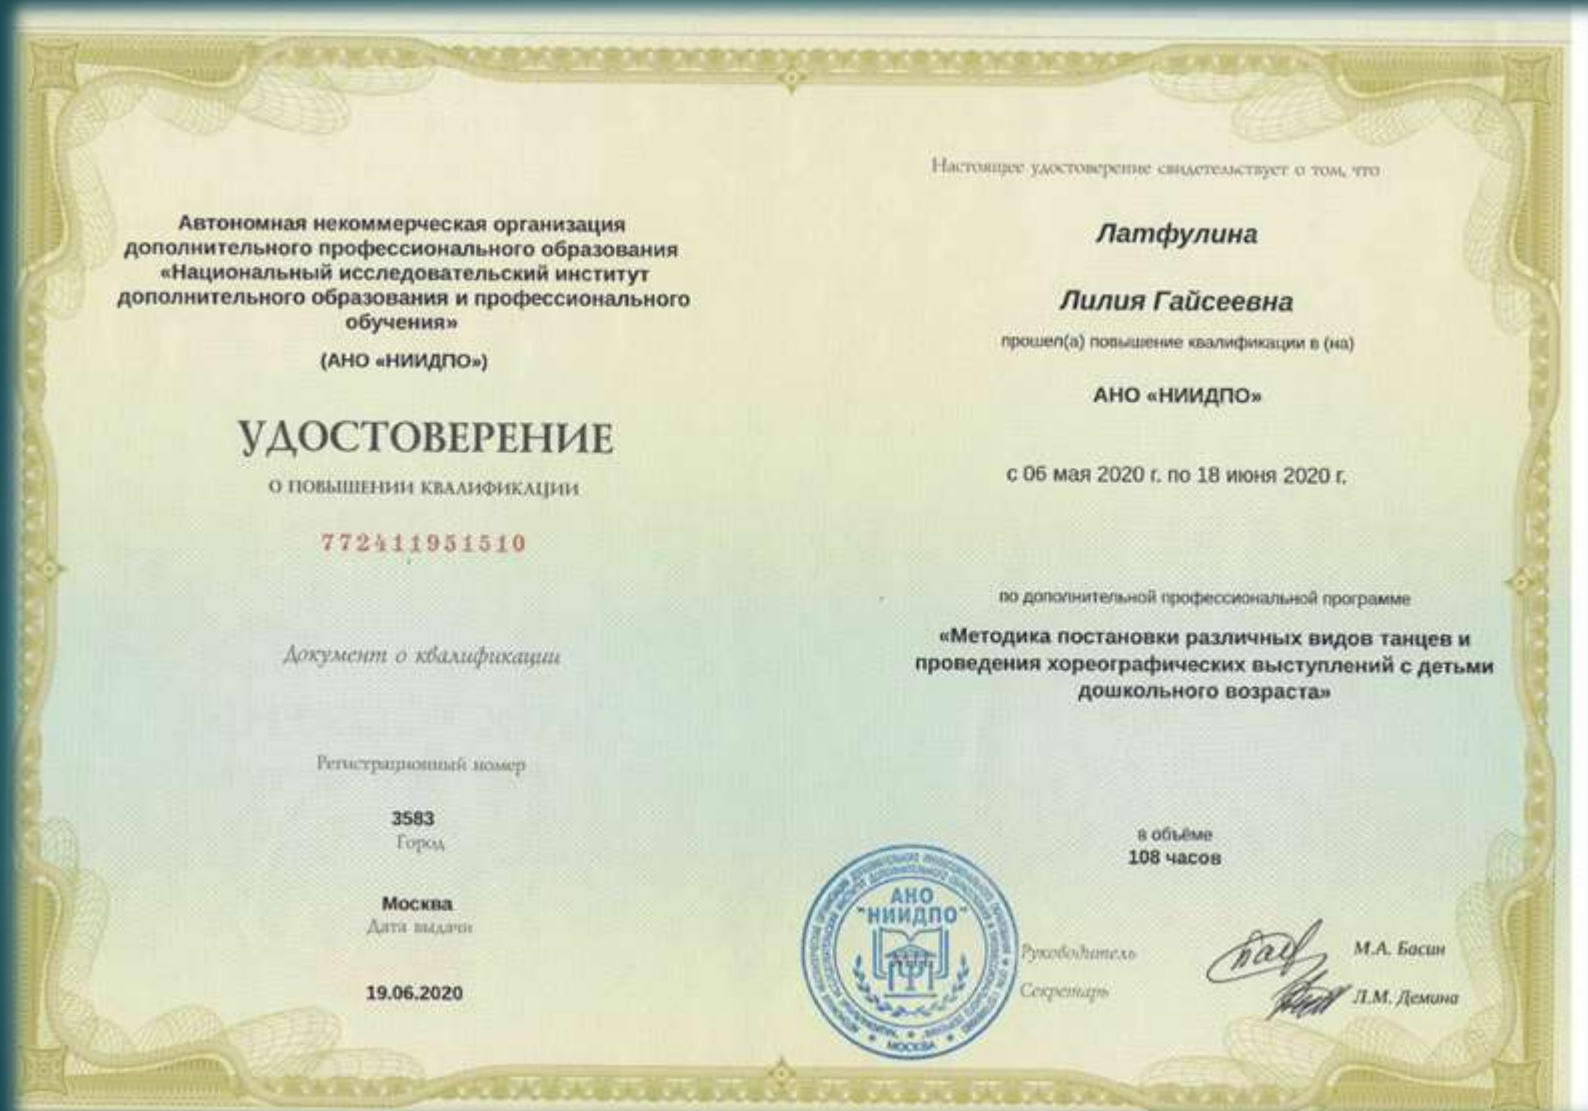 Автономная некоммерческая организация
дополнительного профессионального образования
«Национальный исследовательский институт
дополнительного образования и профессионального
обучения»
(АНО «НИИДПО»)
УДОСТОВЕРЕНИЕ
О ПОВЫШЕНИИ КВАЛИФИКАЦИИ
772411951510
Документ о квалификации
Регистрационный номер
3583
Город
Москва
Дата выдачи
19.06.2020
Настоящее удостоверение свидетельствует о том, что
Латфулина
Лилия Гайсеевна
прошел(а) повышение квалификации в (на)
АНО «НИИДПО»
с 06 мая 2020 г. по 18 июня 2020 г.
по дополнительной профессиональной программе
«Методика постановки различных видов танцев и
проведения хореографических выступлений с детьми
дошкольного возраста»
в объёме
108 часов
АНО
"НИИДПО"
МОСКВА
Руководитель
М.А. Басин
Секретарь
Л.М. Демина